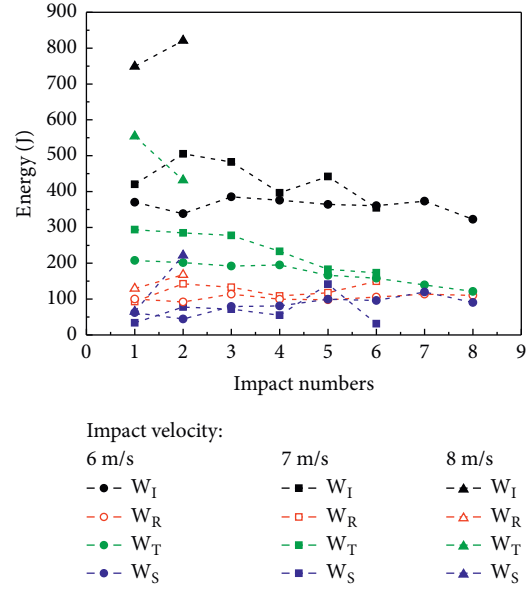 900
800
700
600
500
400
300
200
100
0
Energy (J)
0 1 2 3 4 5 6 7 8 9
Impact numbers
Impact velocity:
6 m/s 7 m/s 8 m/s
W_I W_I W_I
W_R W_R W_R
W_T W_T W_T
W_S W_S W_S